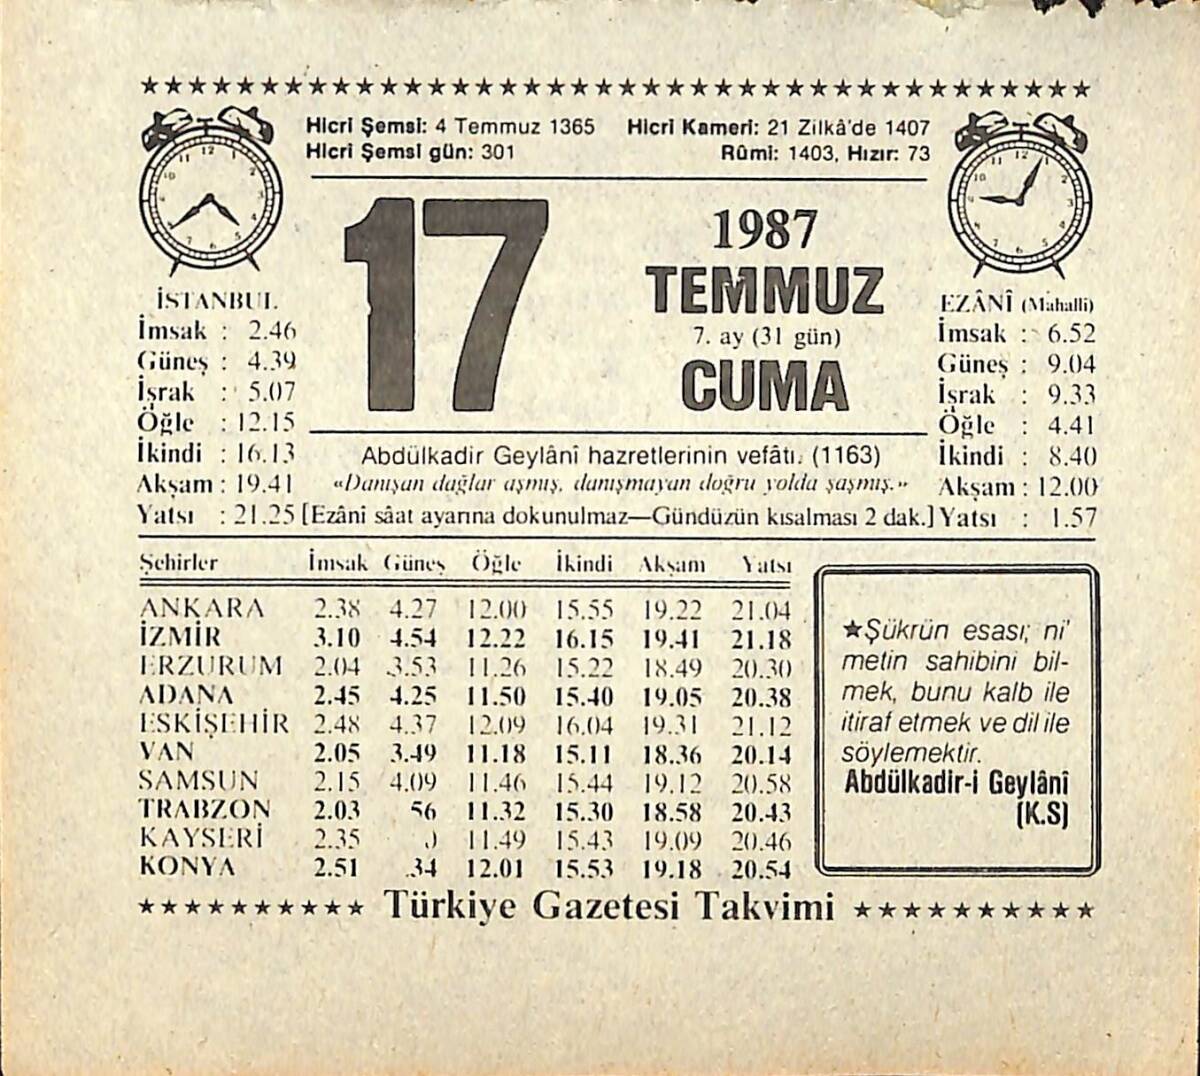 Hicri Şemsi: 4 Temmuz 1365 Hicri Kameri: 21 Zilkâ'de 1407
Hicri Şemsi gün: 301 Rûmi: 1403, Hızır: 73
17
1987
TEMMUZ
7. ay (31 gün)
CUMA
İSTANBUL
İmsak : 2.46
Güneş : 4.39
İşrak : 5.07
Öğle : 12.15
İkindi : 16.13
Akşam : 19.41
Yatsı : 21.25
EZÂNÎ (Mahalli)
İmsak : 6.52
Güneş : 9.04
İşrak : 9.33
Öğle : 4.41
İkindi : 8.40
Akşam : 12.00
Yatsı : 1.57
Abdülkadir Geylânî hazretlerinin vefâtı. (1163)
«Danışan dağlar aşmış, danışmayan doğru yolda şaşmış.»
[Ezâni sâat ayarına dokunulmaz—Gündüzün kısalması 2 dak.]
Şehirler İmsak Güneş Öğle İkindi Akşam Yatsı
ANKARA 2.38 4.27 12.00 15.55 19.22 21.04
İZMİR 3.10 4.54 12.22 16.15 19.41 21.18
ERZURUM 2.04 3.53 11.26 15.22 18.49 20.30
ADANA 2.45 4.25 11.50 15.40 19.05 20.38
ESKİŞEHİR 2.48 4.37 12.09 16.04 19.31 21.12
VAN 2.05 3.49 11.18 15.11 18.36 20.14
SAMSUN 2.15 4.09 11.46 15.44 19.12 20.58
TRABZON 2.03 56 11.32 15.30 18.58 20.43
KAYSERİ 2.35 11.49 15.43 19.09 20.46
KONYA 2.51 .34 12.01 15.53 19.18 20.54
★Şükrün esası; ni'
metin sahibini bil-
mek, bunu kalb ile
itiraf etmek ve dil ile
söylemektir.
Abdülkadir-i Geylânî
(K.S)
Türkiye Gazetesi Takvimi